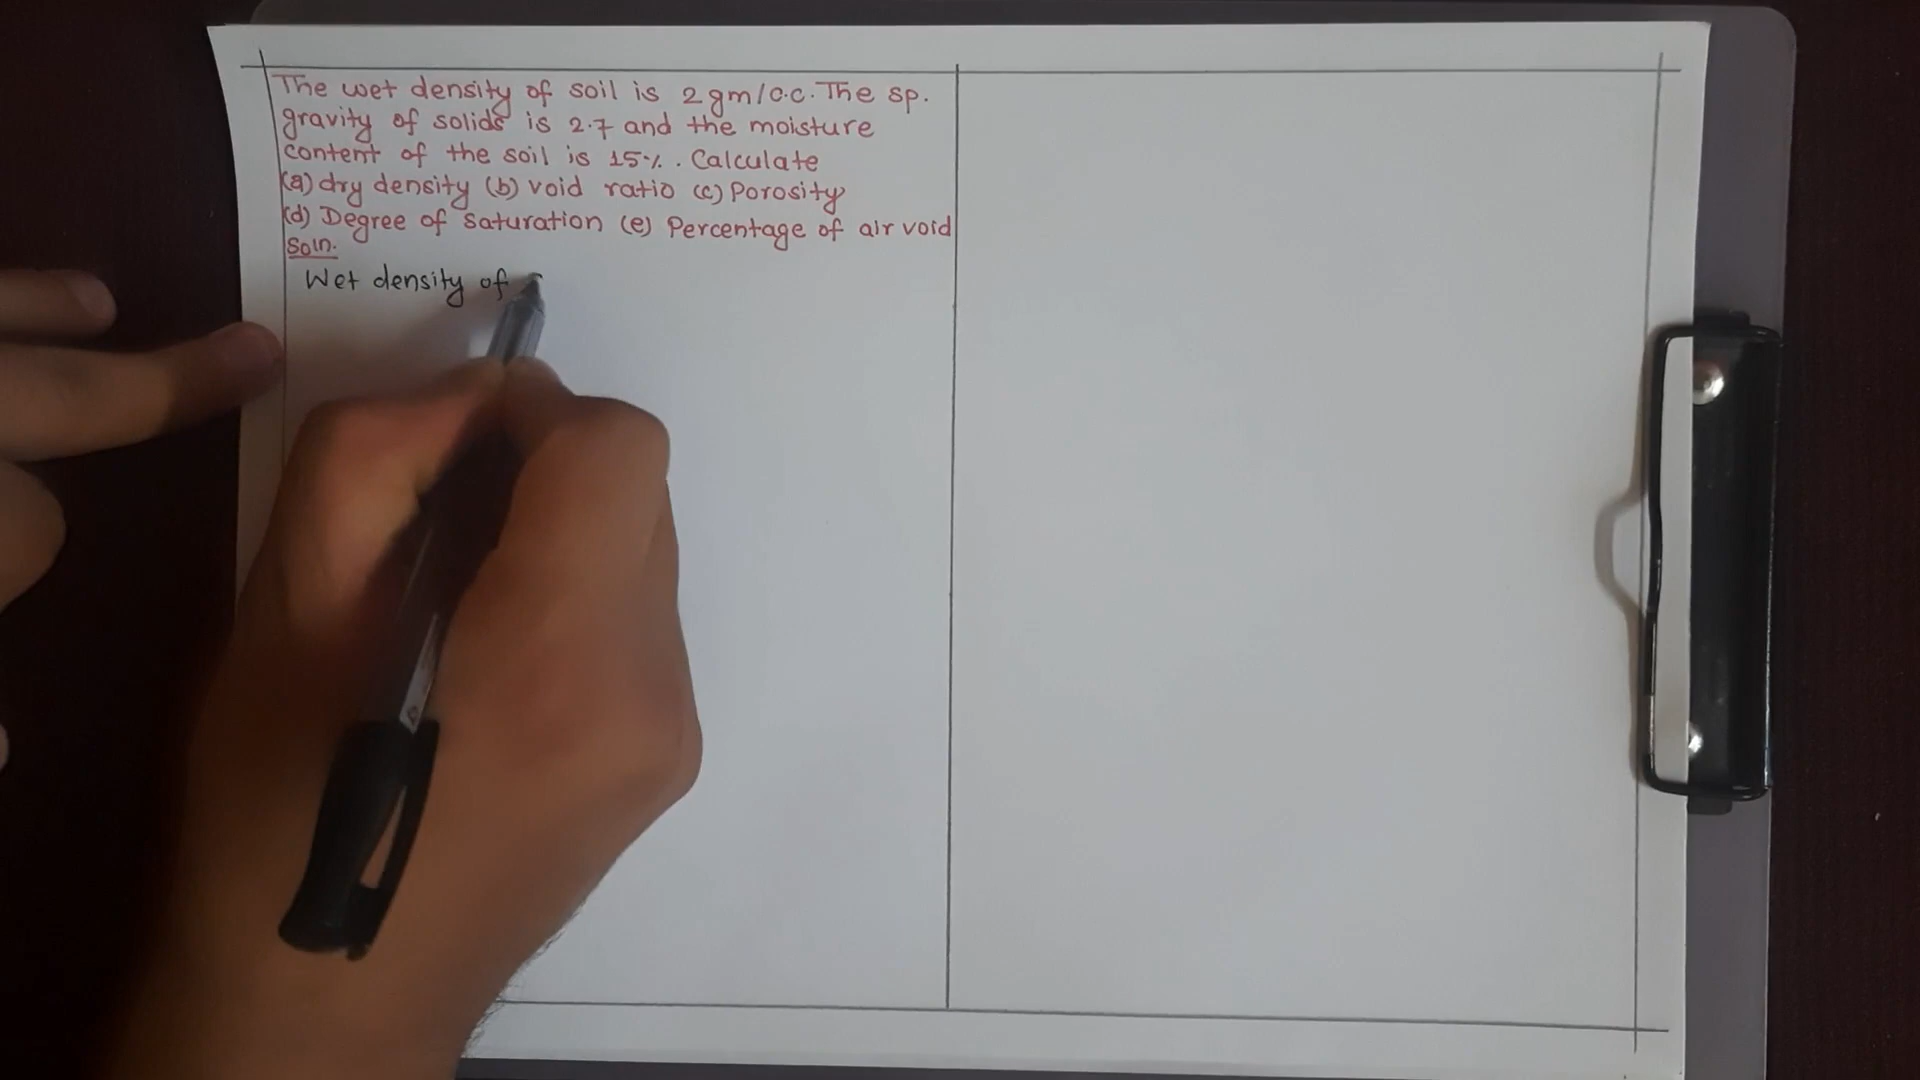 The wet density of soil is 2 gm/c.c. The sp.
gravity of solids is 2.7 and the moisture
content of the soil is 15%. Calculate
(a) dry density (b) void ratio (c) Porosity
(d) Degree of saturation (e) Percentage of air void
Soln.
Wet density of